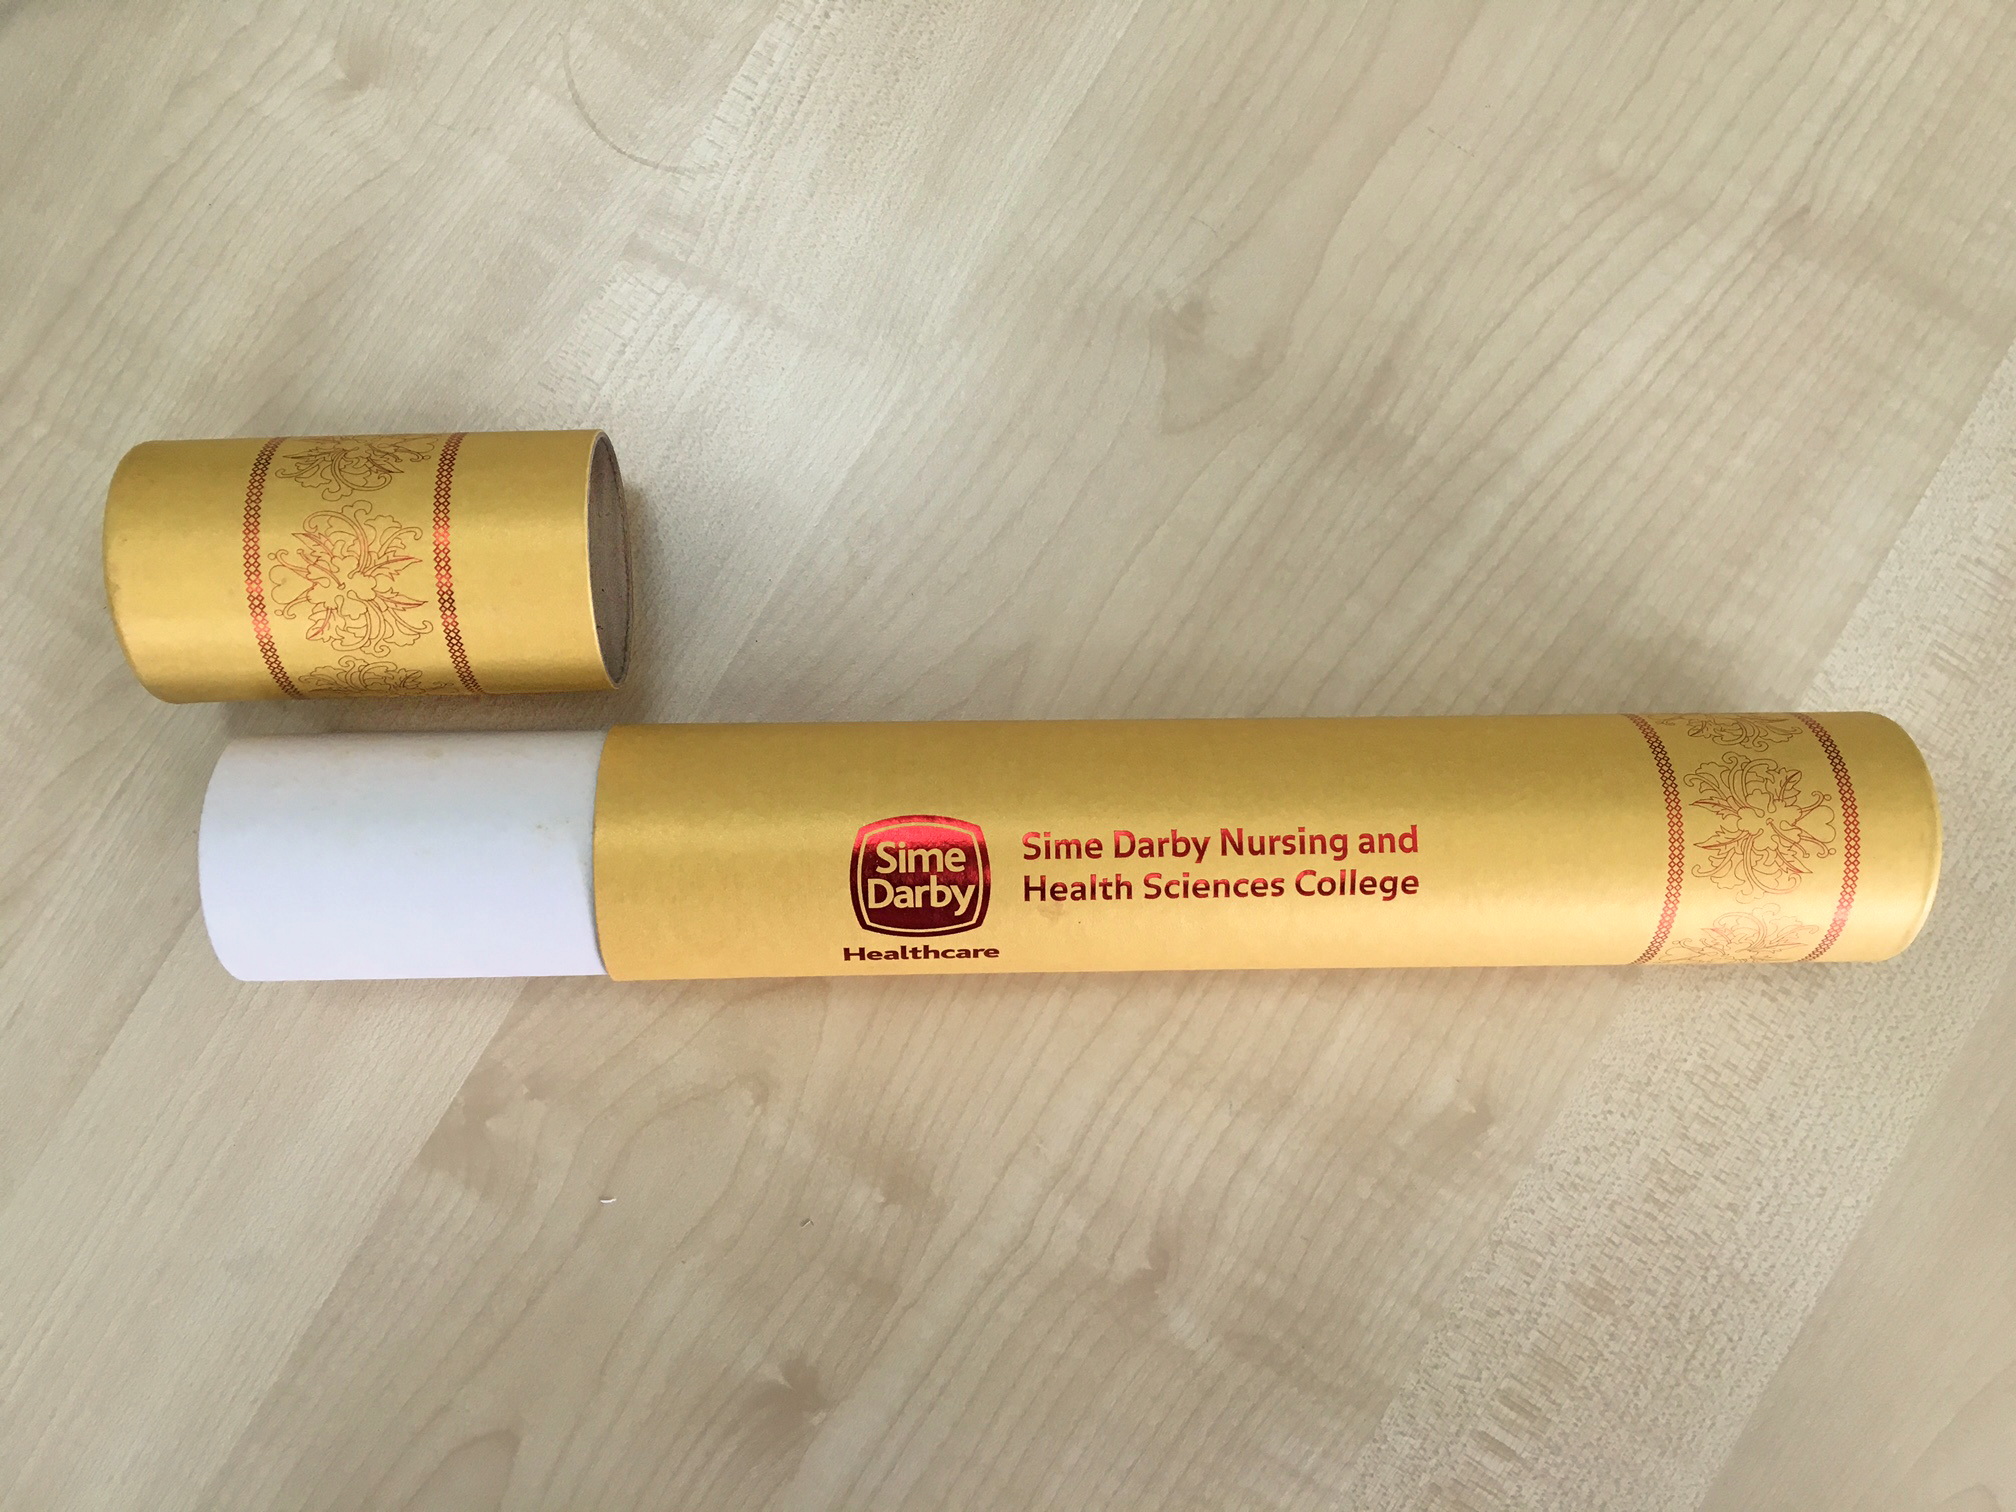 Sime
Darby
Healthcare
Sime Darby Nursing and
Health Sciences College